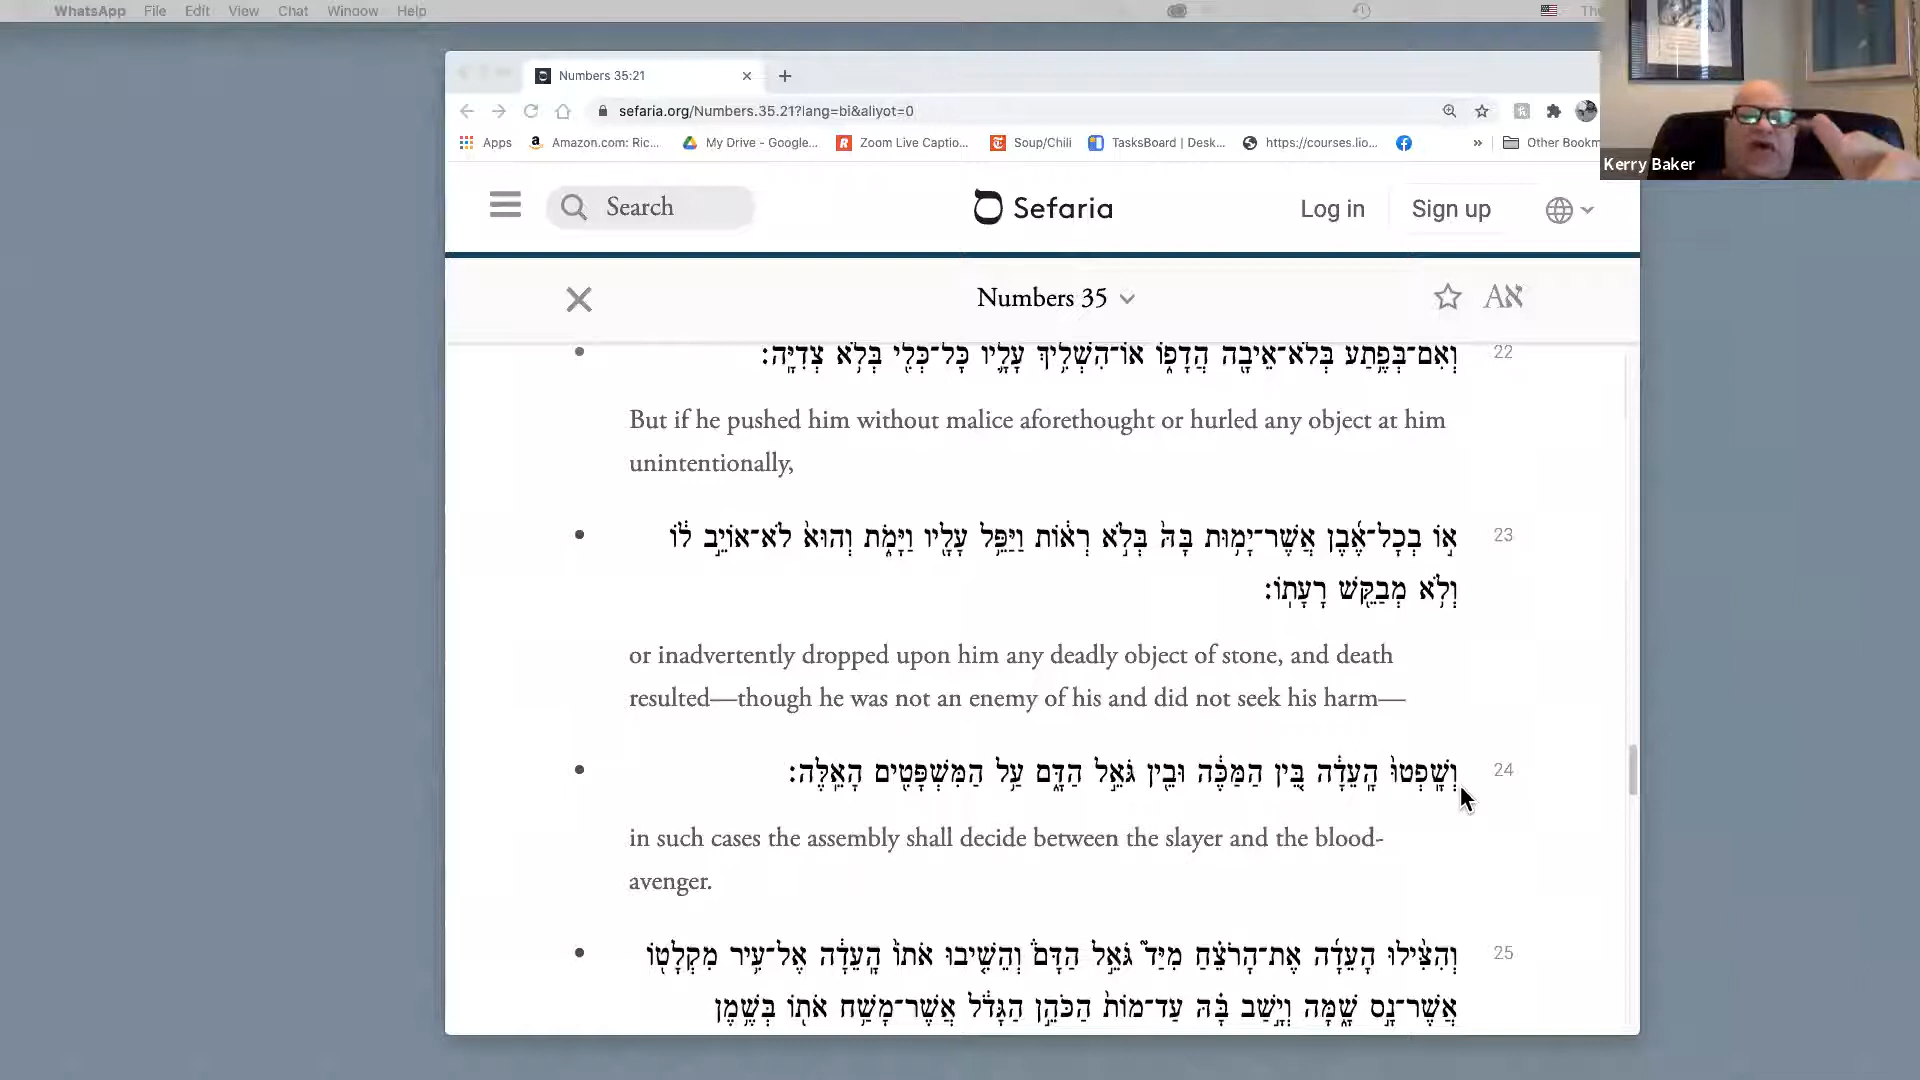 WhatsApp File Edit View Chat Window Help
Numbers 35:21
sefaria.org/Numbers.35.21?lang=bi&aliyot=0
Apps Amazon.com: Ric... My Drive - Google... Zoom Live Captio... Soup/Chili TasksBoard | Desk... https://courses.lio... » Other Bookm
Kerry Baker
Search Sefaria Log in Sign up
Numbers 35
22
וְאִם־בְּפֶ֥תַע בְּלֹא־אֵיבָ֖ה הֲדָפ֑וֹ אוֹ־הִשְׁלִ֥יךְ עָלָ֛יו כׇּל־כְּלִ֖י בְּלֹ֥א צְדִיָּֽה׃
But if he pushed him without malice aforethought or hurled any object at him
unintentionally,
23
א֣וֹ בְכׇל־אֶ֜בֶן אֲשֶׁר־יָמ֥וּת בָּהּ֙ בְּלֹ֣א רְא֔וֹת וַיַּפֵּ֥ל עָלָ֖יו וַיָּמֹ֑ת וְהוּא֙ לֹא־אוֹיֵ֣ב ל֔וֹ
וְלֹ֥א מְבַקֵּ֖שׁ רָעָתֽוֹ׃
or inadvertently dropped upon him any deadly object of stone, and death
resulted—though he was not an enemy of his and did not seek his harm—
24
וְשָֽׁפְטוּ֙ הָֽעֵדָ֔ה בֵּ֚ין הַמַּכֶּ֔ה וּבֵ֖ין גֹּאֵ֣ל הַדָּ֑ם עַ֥ל הַמִּשְׁפָּטִ֖ים הָאֵֽלֶּה׃
in such cases the assembly shall decide between the slayer and the blood-
avenger.
25
וְהִצִּ֨ילוּ הָעֵדָ֜ה אֶת־הָרֹצֵ֗חַ מִיַּד֮ גֹּאֵ֣ל הַדָּם֒ וְהֵשִׁ֤יבוּ אֹתוֹ֙ הָֽעֵדָ֔ה אֶל־עִ֥יר מִקְלָט֖וֹ
אֲשֶׁר־נָ֣ס שָׁ֑מָּה וְיָ֣שַׁב בָּ֗הּ עַד־מוֹת֙ הַכֹּהֵ֣ן הַגָּדֹ֔ל אֲשֶׁר־מָשַׁ֥ח אֹת֖וֹ בְּשֶׁ֥מֶן